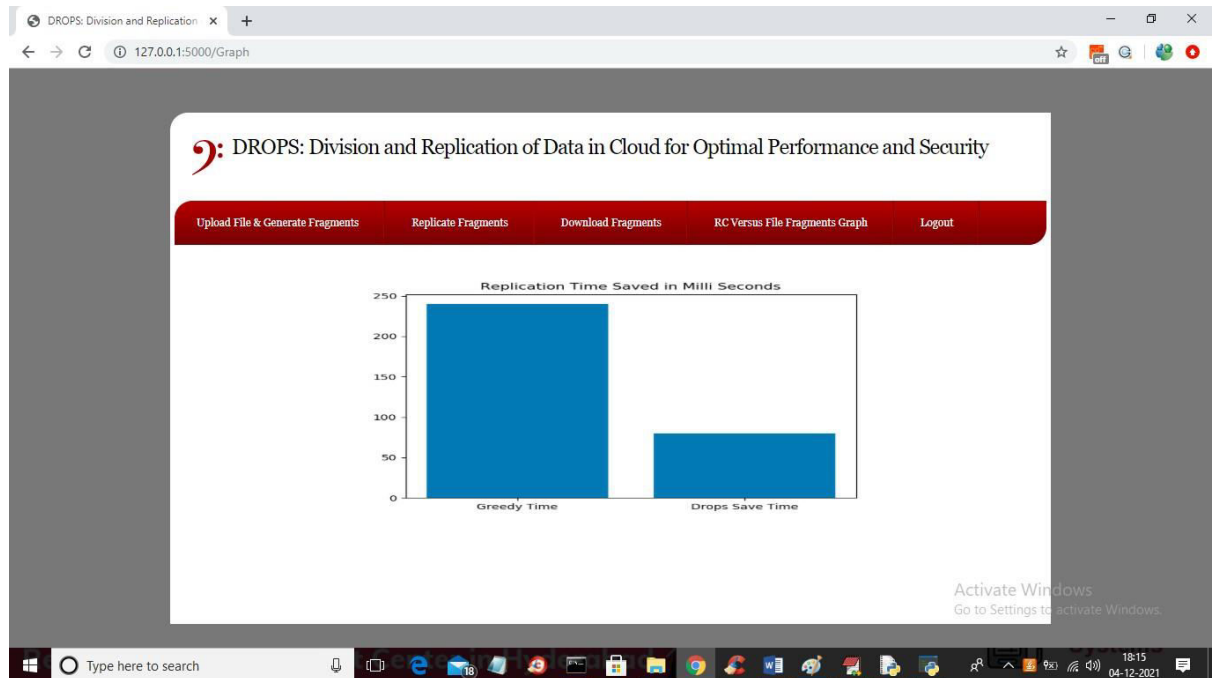 DROPS: Division and Replication
127.0.0.1:5000/Graph
off
DROPS: Division and Replication of Data in Cloud for Optimal Performance and Security
Upload File & Generate Fragments Replicate Fragments Download Fragments RC Versus File Fragments Graph Logout
Replication Time Saved in Milli Seconds
250
200
150
100
50
0
Greedy Time Drops Save Time
Activate Windows
Go to Settings to activate Windows.
Type here to search
18
18:15
04-12-2021